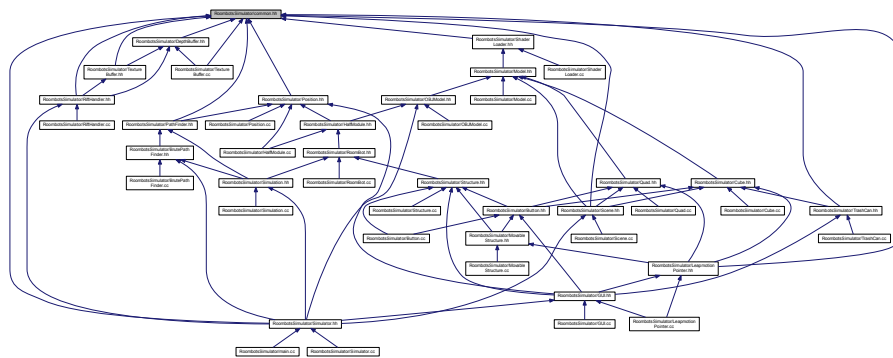 RoombotsSimulator/common.hh
RoombotsSimulator/DepthBuffer.hh
RoombotsSimulator/Shader
Loader.hh
RoombotsSimulator/Texture
Buffer.hh
RoombotsSimulator/Texture
Buffer.cc
RoombotsSimulator/Model.hh
RoombotsSimulator/Shader
Loader.cc
RoombotsSimulator/RiftHandler.hh
RoombotsSimulator/Position.hh
RoombotsSimulator/OBJModel.hh
RoombotsSimulator/Model.cc
RoombotsSimulator/RiftHandler.cc
RoombotsSimulator/PathFinder.hh
RoombotsSimulator/Position.cc
RoombotsSimulator/HalfModule.hh
RoombotsSimulator/OBJModel.cc
RoombotsSimulator/BrutePath
Finder.hh
RoombotsSimulator/HalfModule.cc
RoombotsSimulator/RoomBot.hh
RoombotsSimulator/BrutePath
Finder.cc
RoombotsSimulator/Simulation.hh
RoombotsSimulator/RoomBot.cc
RoombotsSimulator/Structure.hh
RoombotsSimulator/Quad.hh
RoombotsSimulator/Cube.hh
RoombotsSimulator/Simulation.cc
RoombotsSimulator/Structure.cc
RoombotsSimulator/Button.hh
RoombotsSimulator/Scene.hh
RoombotsSimulator/Quad.cc
RoombotsSimulator/Cube.cc
RoombotsSimulator/TrashCan.hh
RoombotsSimulator/Button.cc
RoombotsSimulator/Movable
Structure.hh
RoombotsSimulator/Scene.cc
RoombotsSimulator/TrashCan.cc
RoombotsSimulator/Movable
Structure.cc
RoombotsSimulator/Leapmotion
Pointer.hh
RoombotsSimulator/GUI.hh
RoombotsSimulator/Simulator.hh
RoombotsSimulator/GUI.cc
RoombotsSimulator/Leapmotion
Pointer.cc
RoombotsSimulator/main.cc
RoombotsSimulator/Simulator.cc